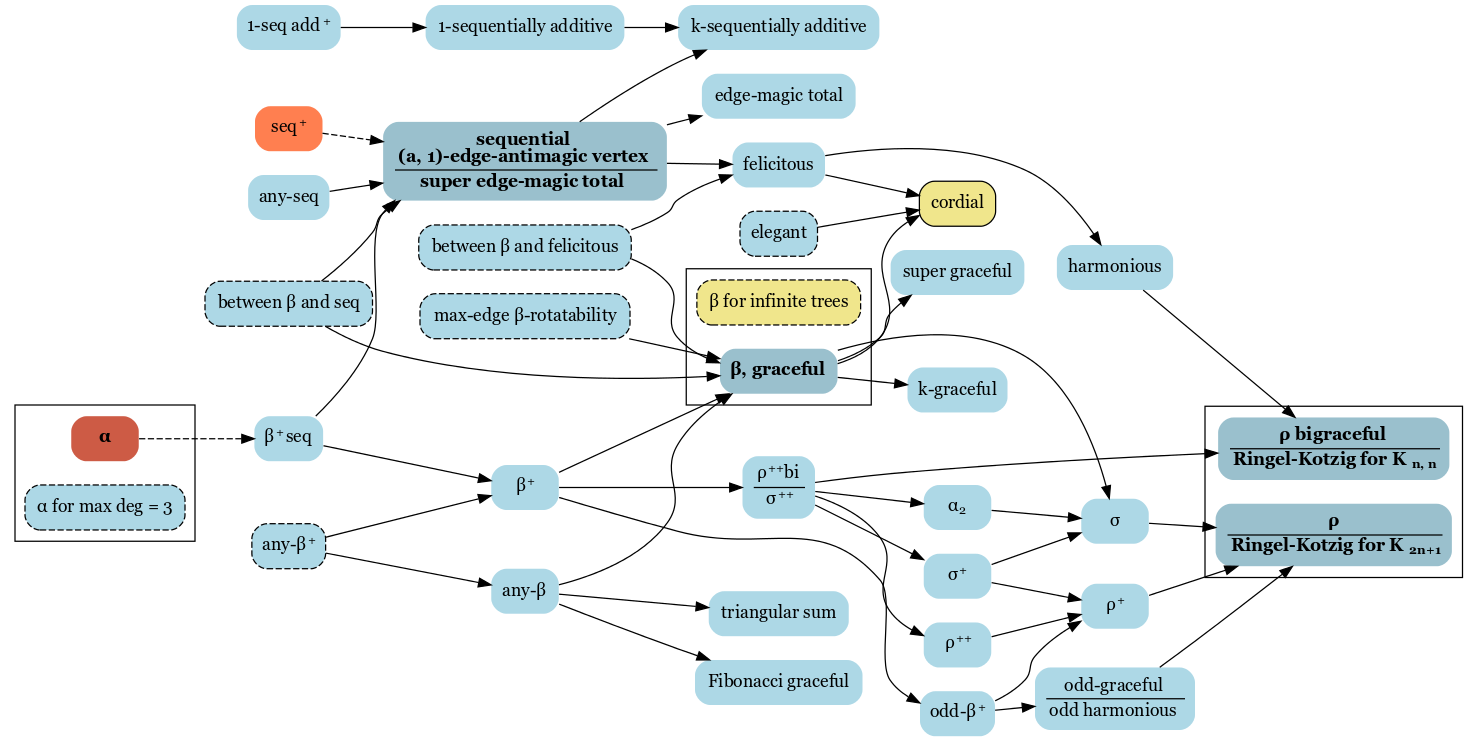 1-seq add⁺
1-sequentially additive
k-sequentially additive
edge-magic total
seq⁺
sequential
(a, 1)-edge-antimagic vertex
super edge-magic total
felicitous
any-seq
cordial
elegant
between β and felicitous
super graceful
harmonious
between β and seq
β for infinite trees
max-edge β-rotatability
β, graceful
k-graceful
α
β⁺seq
ρ bigraceful
Ringel-Kotzig for K n, n
α for max deg = 3
β⁺
ρ⁺⁺bi
σ⁺⁺
α₂
σ
ρ
Ringel-Kotzig for K 2n+1
any-β⁺
σ⁺
any-β
triangular sum
ρ⁺
ρ⁺⁺
Fibonacci graceful
odd-β⁺
odd-graceful
odd harmonious